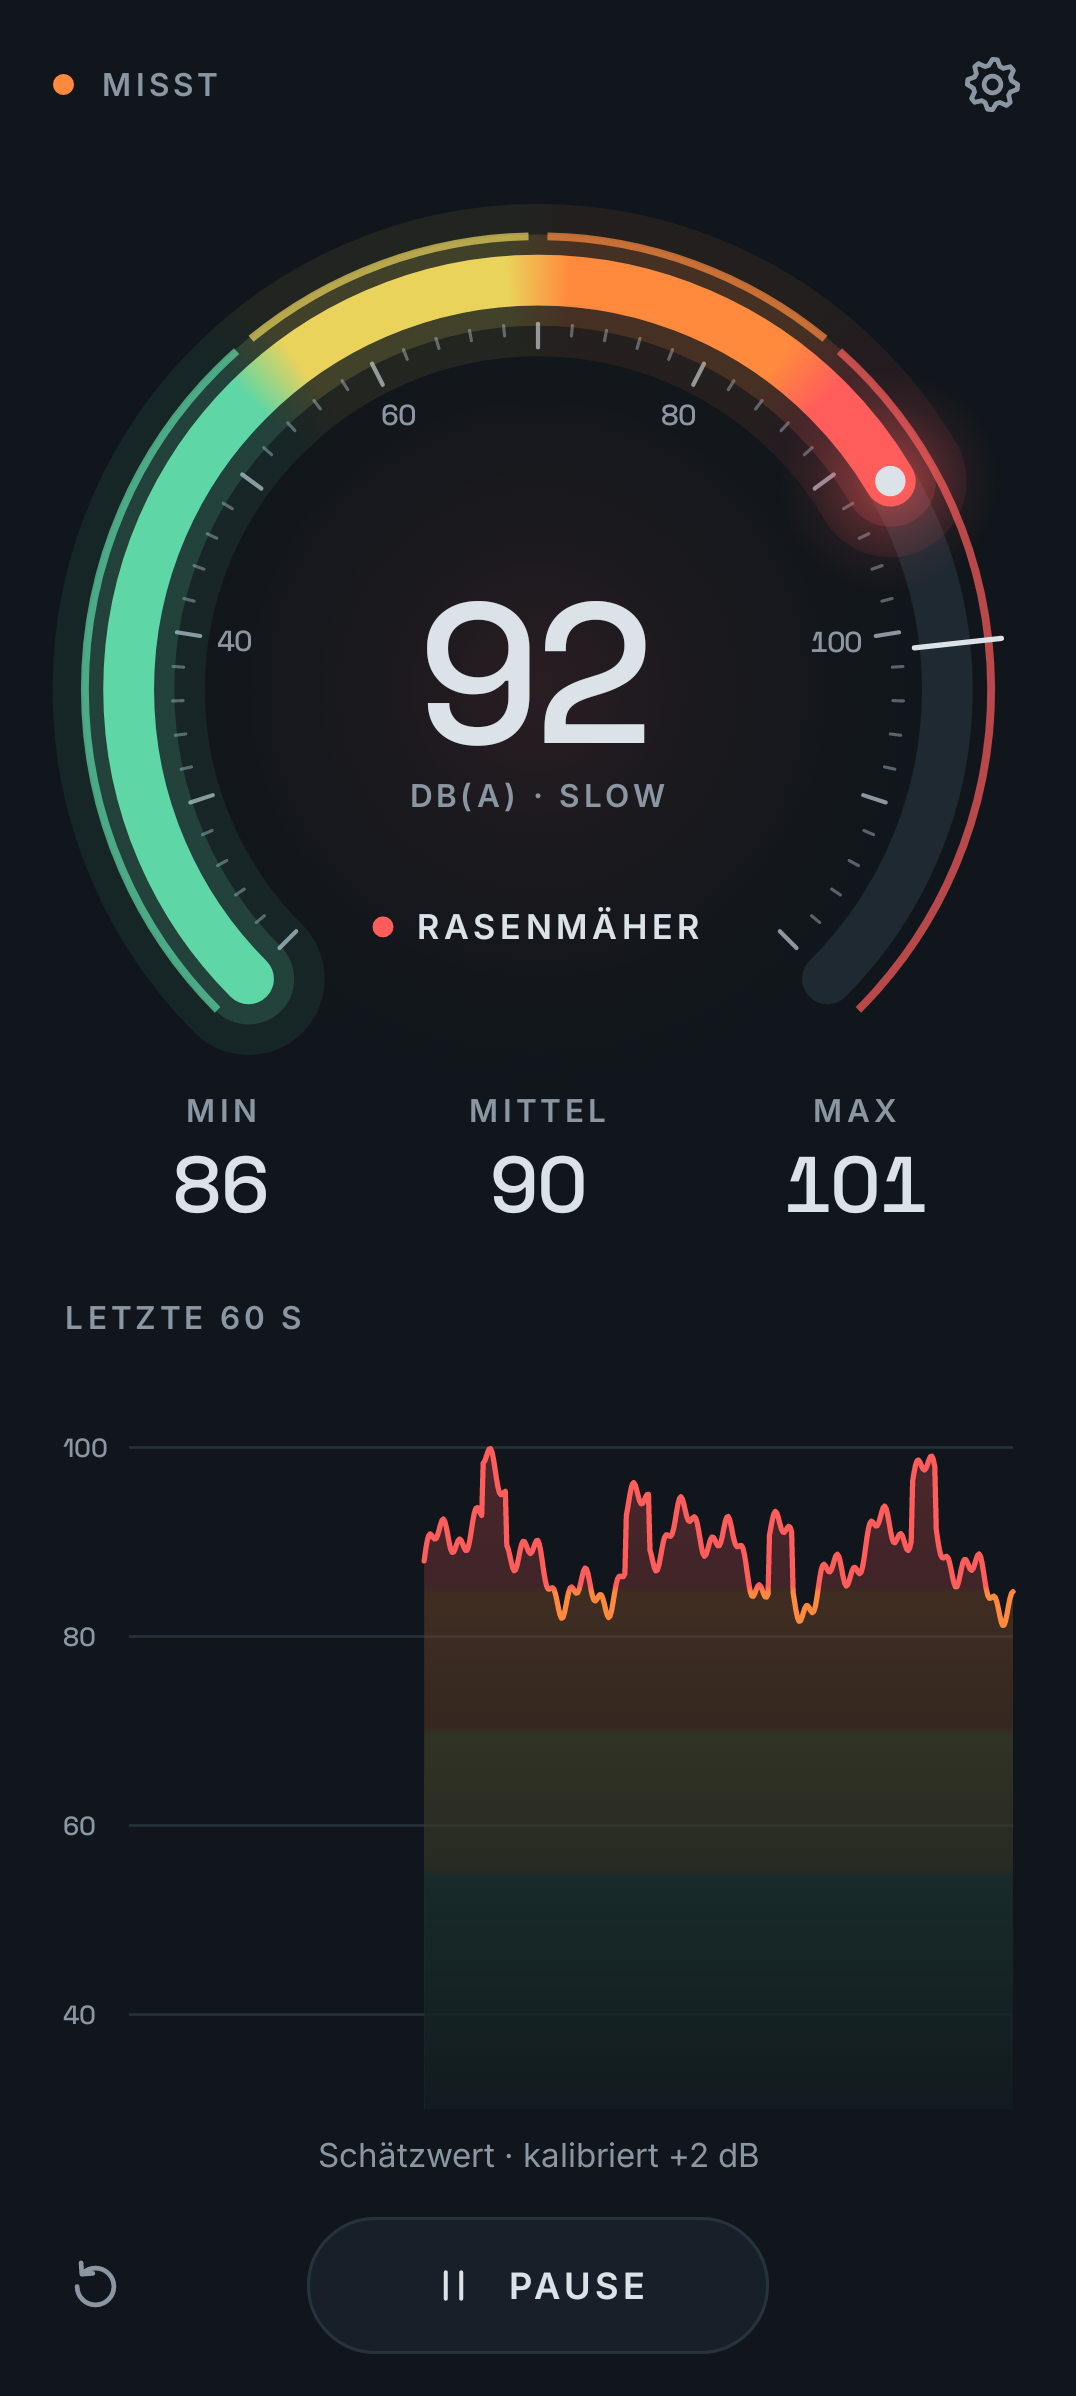 MISST
60
80
40
100
92
DB(A) · SLOW
RASENMÄHER
MIN
MITTEL
MAX
86
90
101
LETZTE 60 S
100
80
60
40
Schätzwert · kalibriert +2 dB
PAUSE